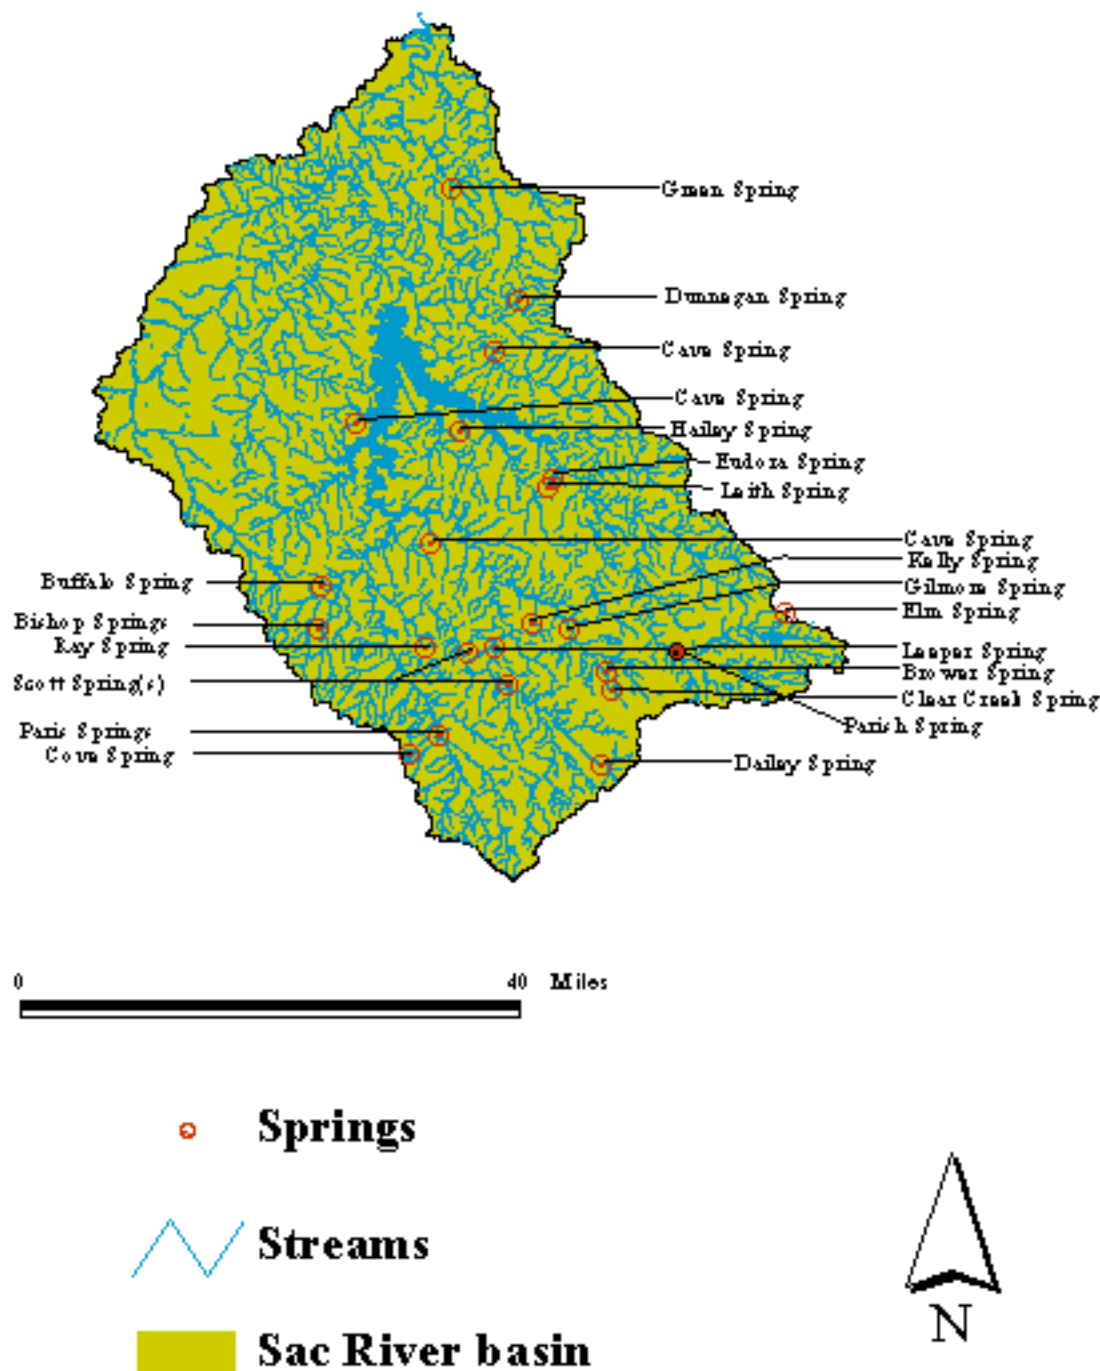 Green Spring
Dunnegan Spring
Cave Spring
Cave Spring
Hailey Spring
Eudora Spring
Leith Spring
Cave Spring
Kelly Spring
Gilmore Spring
Elm Spring
Buffalo Spring
Bishop Springs
Ray Spring
Scott Spring(s)
Leeper Spring
Brower Spring
Clear Creek Spring
Parish Spring
Paris Springs
Cove Spring
Dailey Spring
0 40 Miles
Springs
Streams
Sac River basin
N